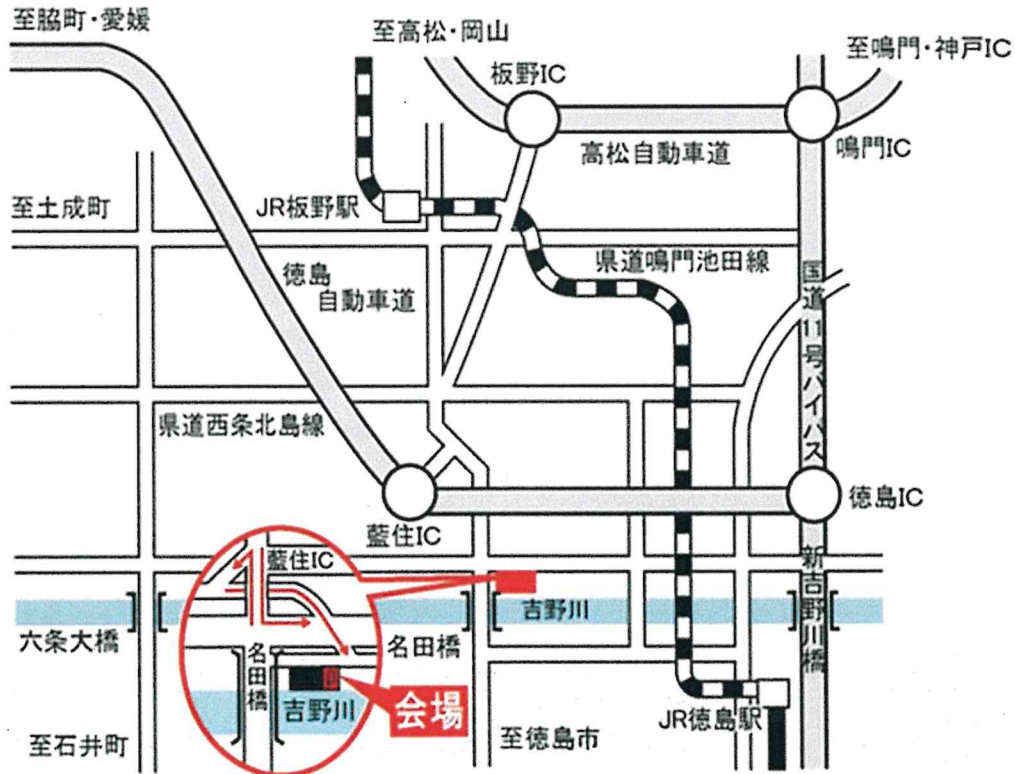 至脇町・愛媛
至高松・岡山
至鳴門・神戸IC
板野IC
高松自動車道
鳴門IC
JR板野駅
至土成町
県道鳴門池田線
徳島
自動車道
国道11号バイパス
県道西条北島線
徳島IC
藍住IC
藍住IC
新吉野川橋
吉野川
六条大橋
名田橋
名田橋
吉野川
会場
JR徳島駅
至石井町
至徳島市